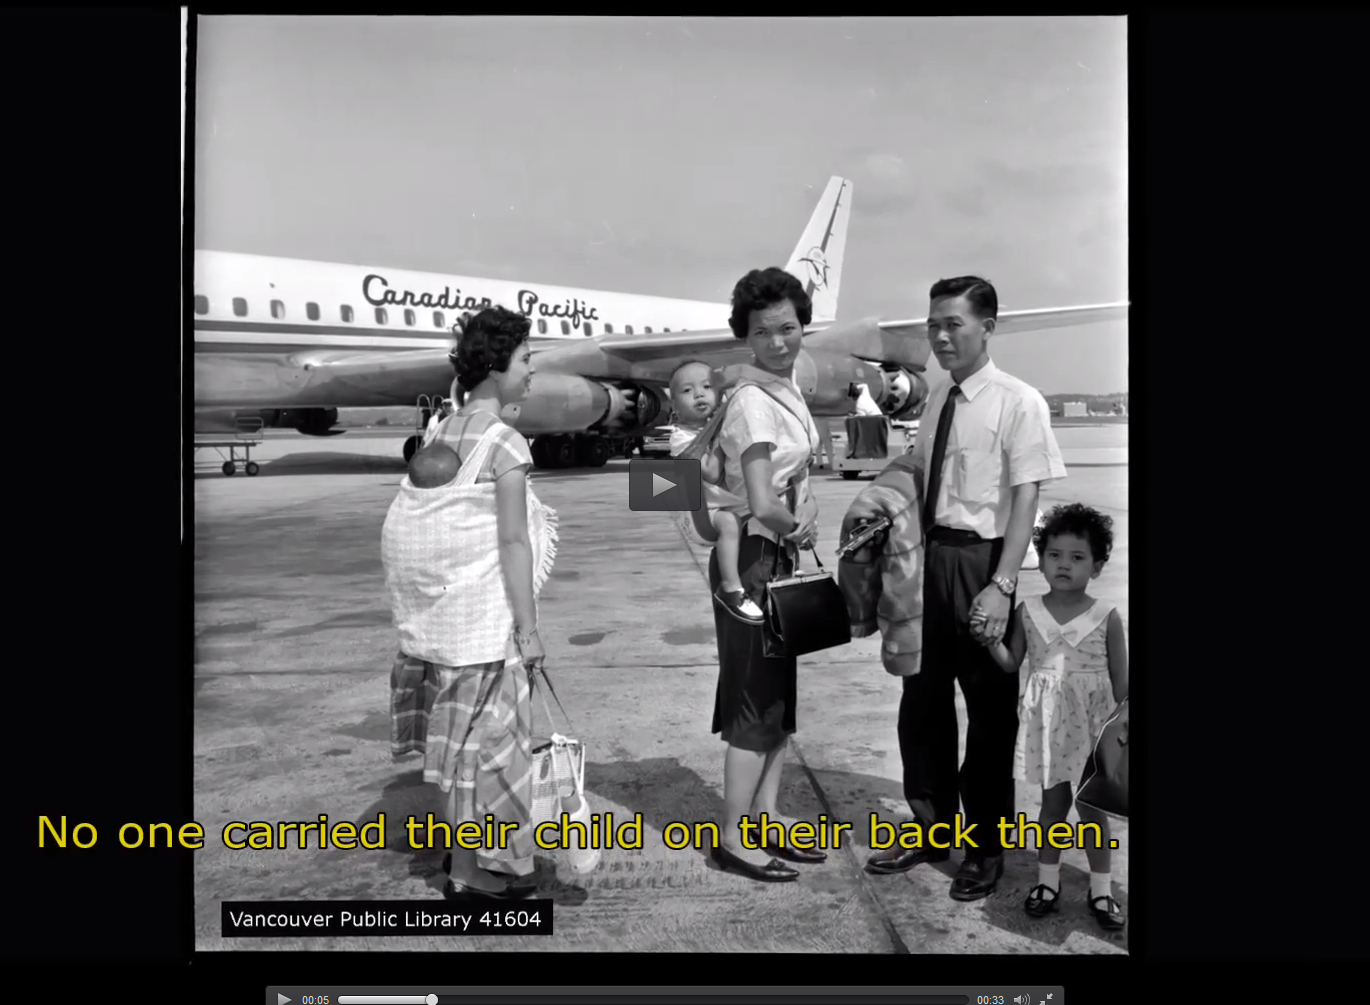 Canadian Pacific
No one carried their child on their back then.
Vancouver Public Library 41604
00:05
00:33